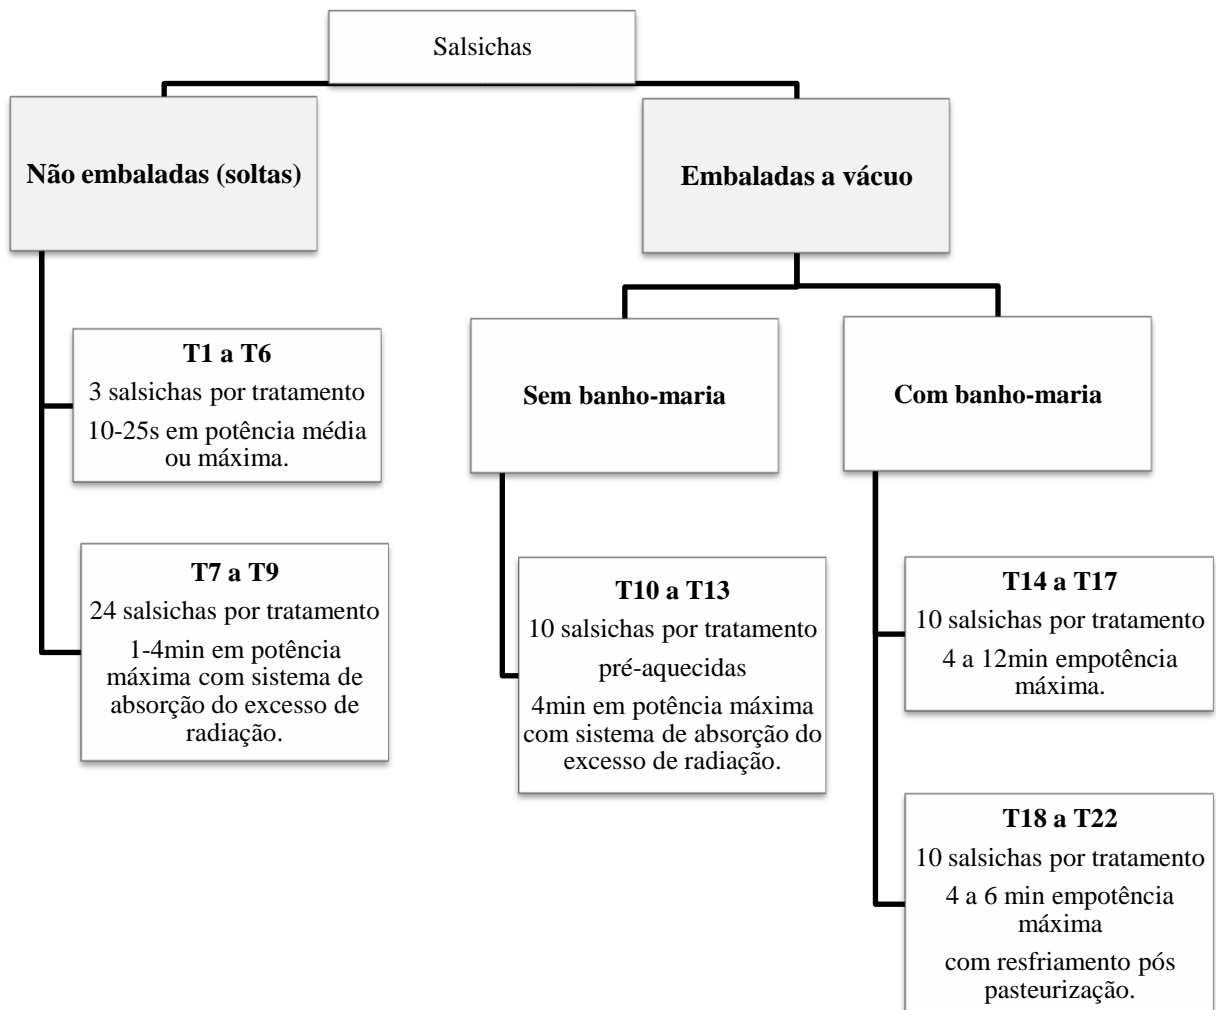 Salsichas
Não embaladas (soltas)
Embaladas a vácuo
T1 a T6
3 salsichas por tratamento
10-25s em potência média
ou máxima.
T7 a T9
24 salsichas por tratamento
1-4min em potência
máxima com sistema de
absorção do excesso de
radiação.
Sem banho-maria
T10 a T13
10 salsichas por tratamento
pré-aquecidas
4min em potência máxima
com sistema de absorção do
excesso de radiação.
Com banho-maria
T14 a T17
10 salsichas por tratamento
4 a 12min empotência
máxima.
T18 a T22
10 salsichas por tratamento
4 a 6 min empotência
máxima
com resfriamento pós
pasteurização.